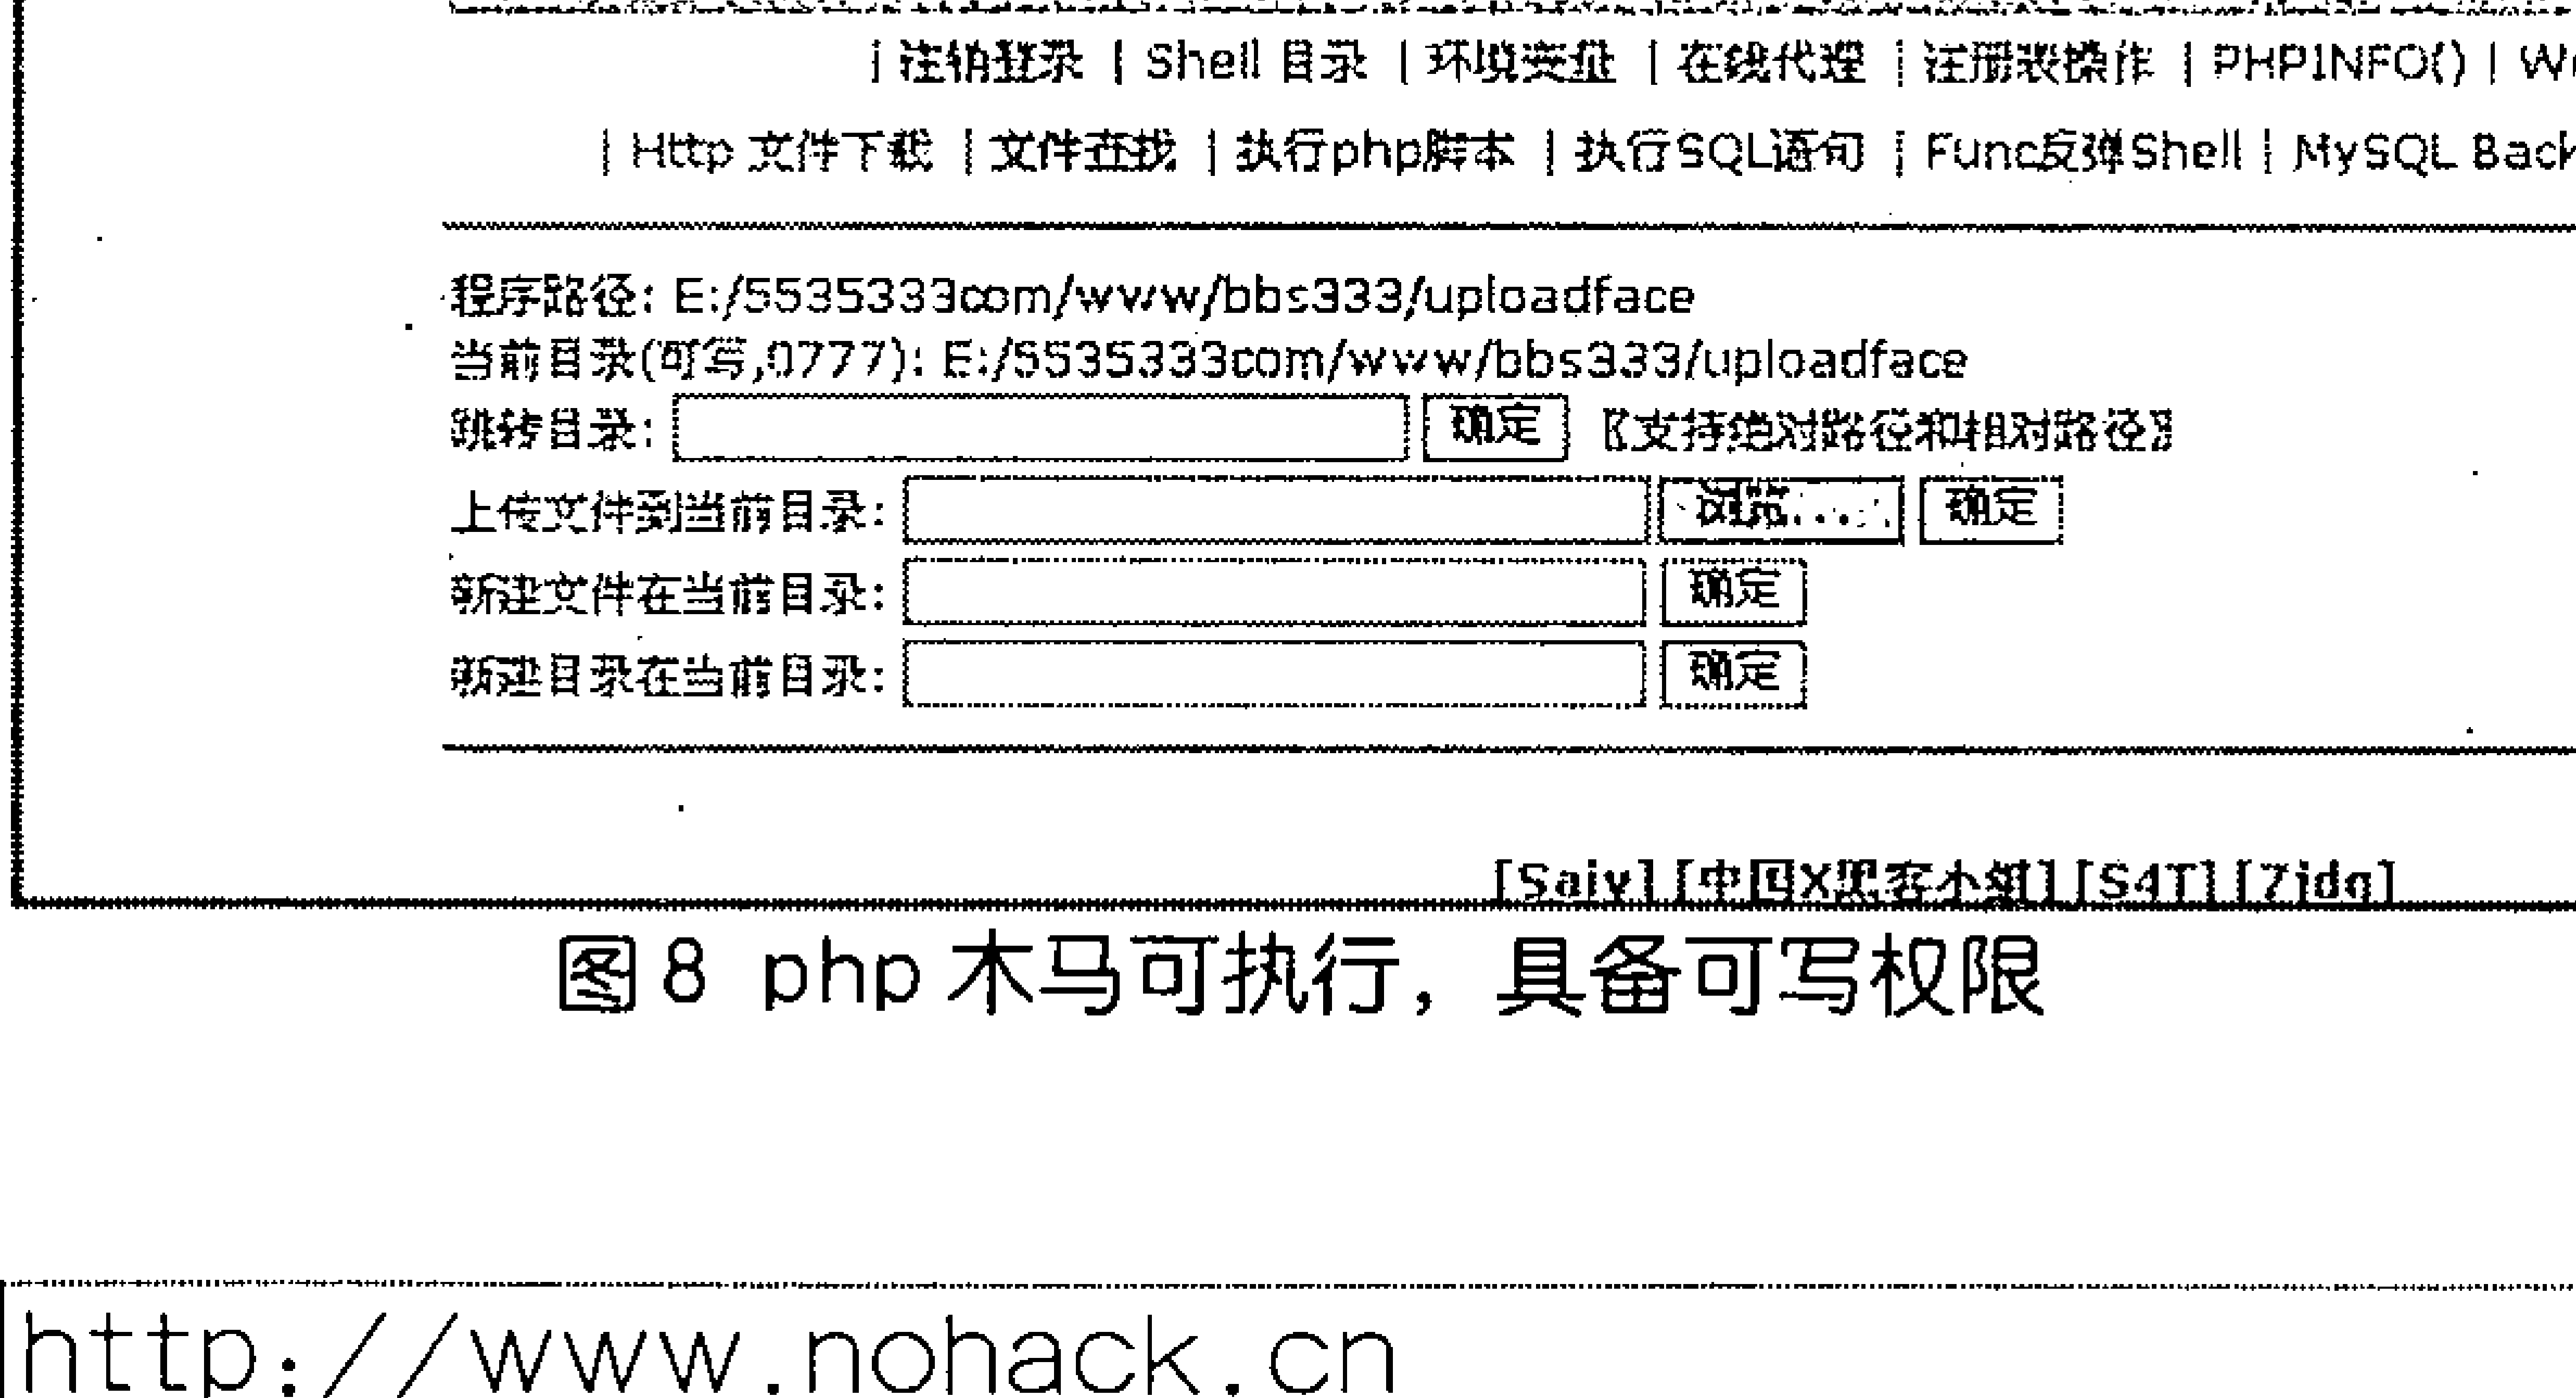 | 注销登录 | Shell 目录 | 环境变量 | 在线代理 | 注册表操作 | PHPINFO() |
| Http 文件下载 | 文件查找 | 执行php脚本 | 执行SQL语句 | Func反弹Shell | MySQL Back
程序路径: E:/5535333com/www/bbs333/uploadface
当前目录(可写,0777): E:/5535333com/www/bbs333/uploadface
跳转目录: 确定 〖支持绝对路径和相对路径〗
上传文件到当前目录: 浏览... 确定
新建文件在当前目录: 确定
新建目录在当前目录: 确定
[Saiy] [中国X黑客小组] [S4T] [7jdg]
图 8 php 木马可执行，具备可写权限
http://www.nohack.cn